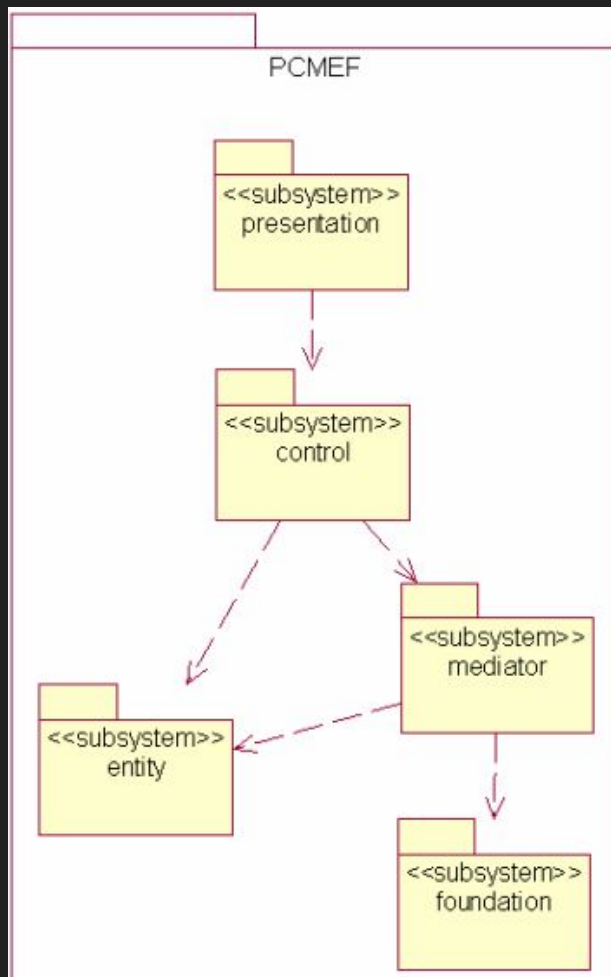 PCMEF
<<subsystem>>
presentation
<<subsystem>>
control
<<subsystem>>
mediator
<<subsystem>>
entity
<<subsystem>>
foundation